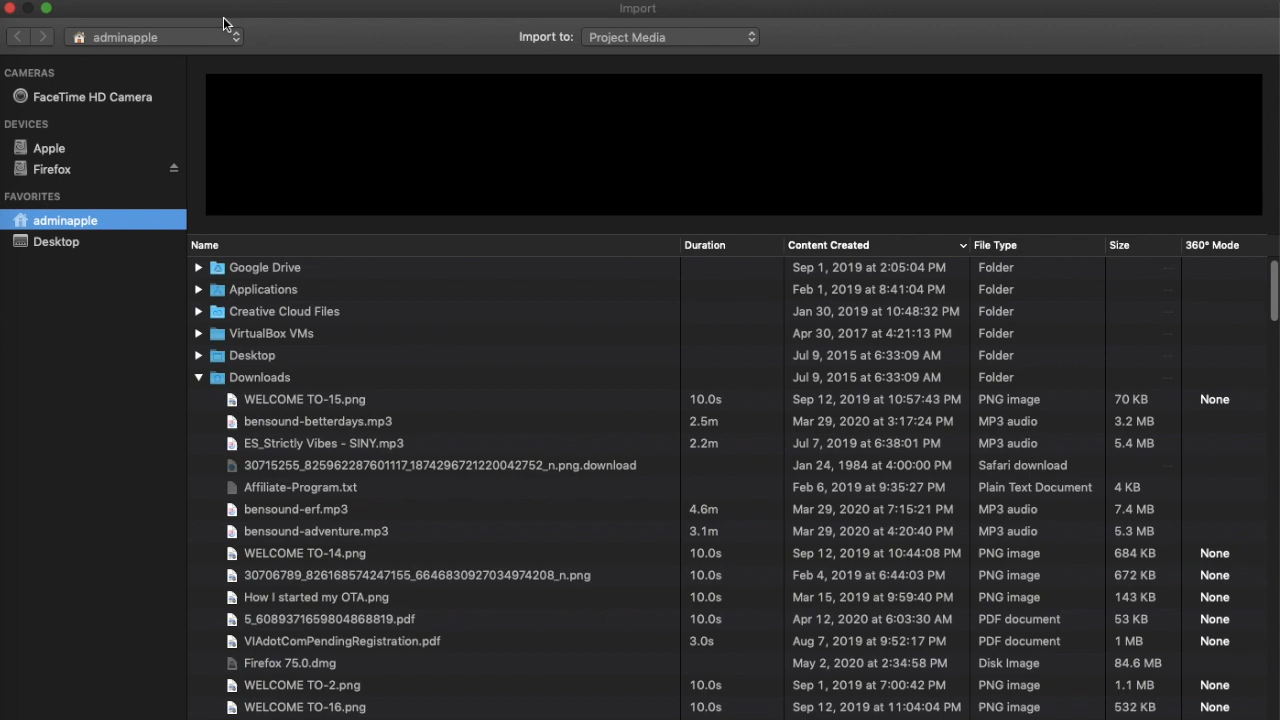 Import
adminapple Import to: Project Media
CAMERAS
FaceTime HD Camera
DEVICES
Apple
Firefox
FAVORITES
adminapple
Desktop
Name Duration Content Created File Type Size 360° Mode
Google Drive Sep 1, 2019 at 2:05:04 PM Folder --
Applications Feb 1, 2019 at 8:41:04 PM Folder --
Creative Cloud Files Jan 30, 2019 at 10:48:32 PM Folder --
VirtualBox VMs Apr 30, 2017 at 4:21:13 PM Folder --
Desktop Jul 9, 2015 at 6:33:09 AM Folder --
Downloads Jul 9, 2015 at 6:33:09 AM Folder --
WELCOME TO-15.png 10.0s Sep 12, 2019 at 10:57:43 PM PNG image 70 KB None
bensound-betterdays.mp3 2.5m Mar 29, 2020 at 3:17:24 PM MP3 audio 3.2 MB
ES_Strictly Vibes - SINY.mp3 2.2m Jul 7, 2019 at 6:38:01 PM MP3 audio 5.4 MB
30715255_825962287601117_1874296721220042752_n.png.download Jan 24, 1984 at 4:00:00 PM Safari download --
Affiliate-Program.txt Feb 6, 2019 at 9:35:27 PM Plain Text Document 4 KB
bensound-erf.mp3 4.6m Mar 29, 2020 at 7:15:21 PM MP3 audio 7.4 MB
bensound-adventure.mp3 3.1m Mar 29, 2020 at 4:20:40 PM MP3 audio 5.3 MB
WELCOME TO-14.png 10.0s Sep 12, 2019 at 10:44:08 PM PNG image 684 KB None
30706789_826168574247155_6646830927034974208_n.png 10.0s Feb 4, 2019 at 6:44:03 PM PNG image 672 KB None
How I started my OTA.png 10.0s Mar 15, 2019 at 9:59:40 PM PNG image 143 KB None
5_6089371659804868819.pdf 10.0s Apr 12, 2020 at 6:03:30 AM PDF document 53 KB None
VIAdotComPendingRegistration.pdf 3.0s Aug 7, 2019 at 9:52:17 PM PDF document 1 MB None
Firefox 75.0.dmg May 2, 2020 at 2:34:58 PM Disk Image 84.6 MB
WELCOME TO-2.png 10.0s Sep 1, 2019 at 7:00:42 PM PNG image 1.1 MB None
WELCOME TO-16.png 10.0s Sep 12, 2019 at 11:04:04 PM PNG image 532 KB None